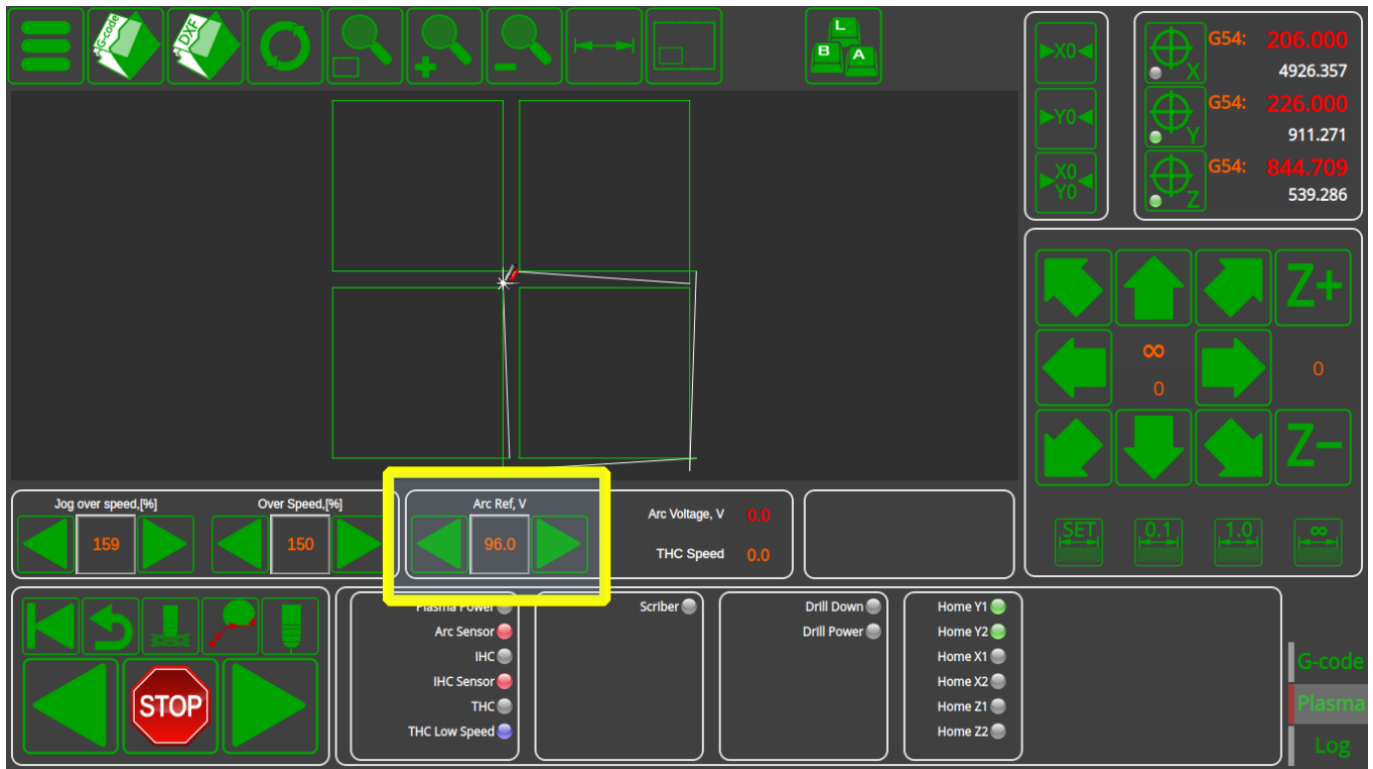 G-code
DXF
L
B A
X0
Y0
X0
Y0
X
G54: 206.000
4926.357
Y
G54: 226.000
911.271
Z
G54: 844.709
539.286
Z+
∞
0
0
Z−
SET 0.1 1.0 ∞
Jog over speed,[%]
159
Over Speed,[%]
150
Arc Ref, V
96.0
Arc Voltage, V 0.0
THC Speed 0.0
STOP
Plasma Power
Arc Sensor
IHC
IHC Sensor
THC
THC Low Speed
Scriber
Drill Down
Drill Power
Home Y1
Home Y2
Home X1
Home X2
Home Z1
Home Z2
G-code
Plasma
Log